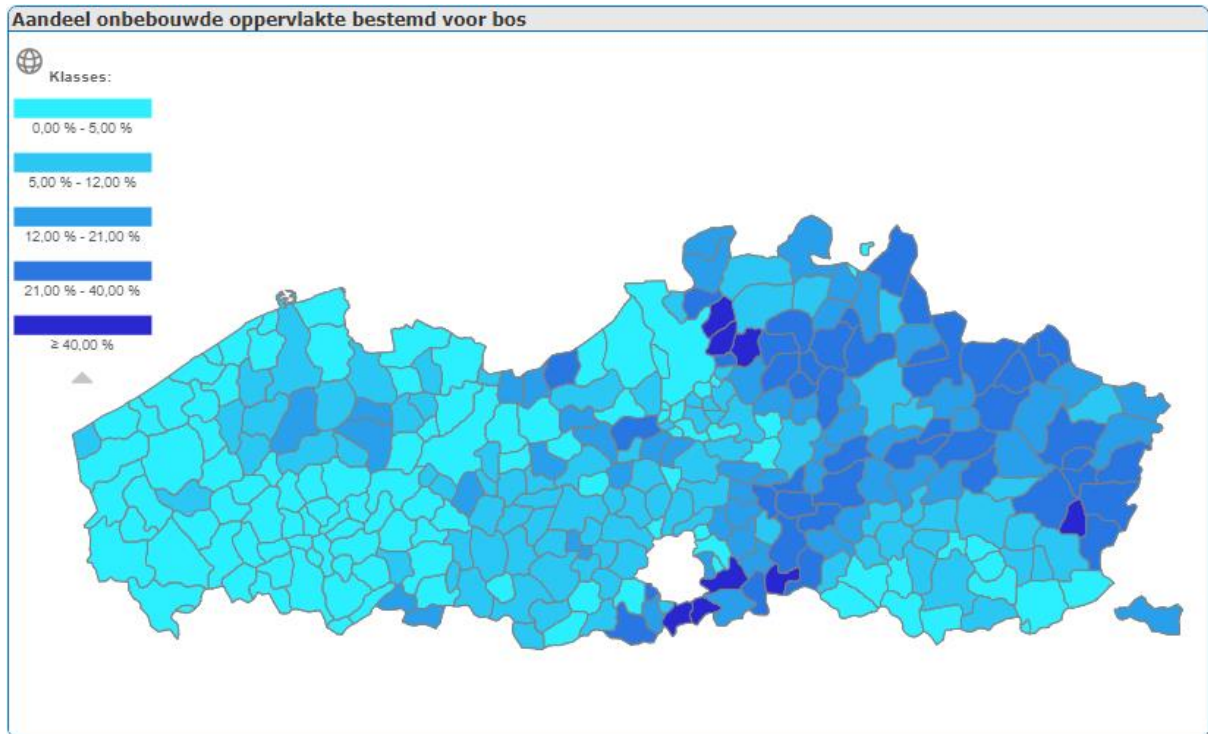 Aandeel onbebouwde oppervlakte bestemd voor bos
Klasses:
0,00 % - 5,00 %
5,00 % - 12,00 %
12,00 % - 21,00 %
21,00 % - 40,00 %
≥ 40,00 %